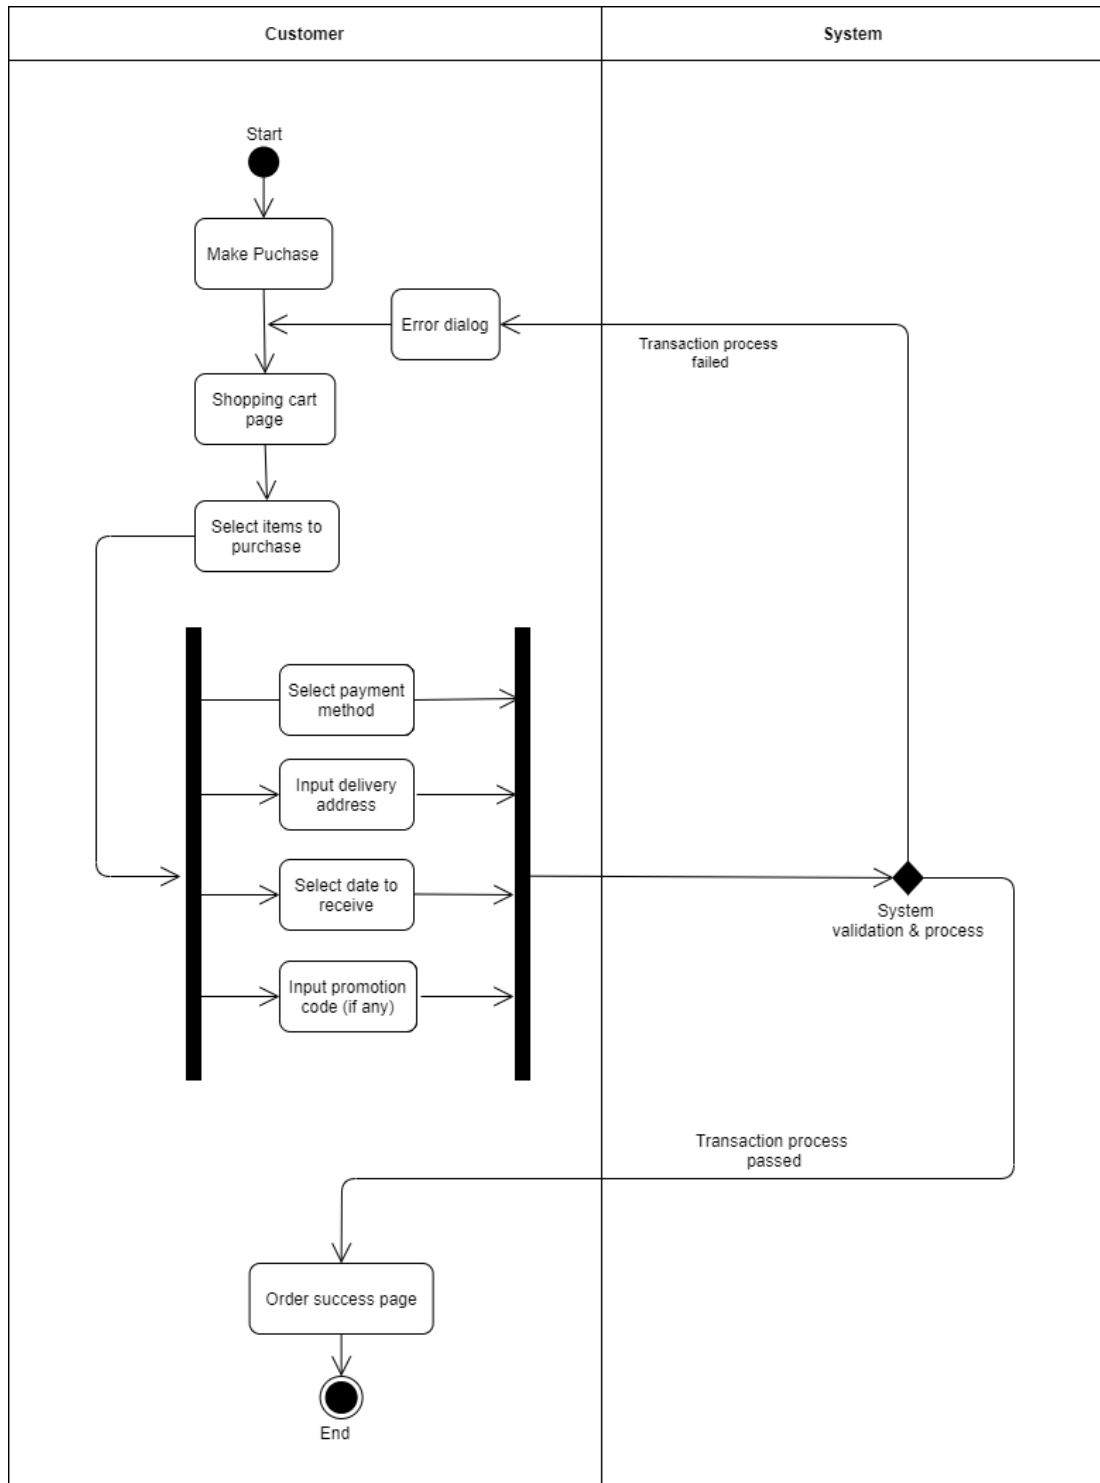 Customer
System
Start
Make Puchase
Error dialog
Transaction process
failed
Shopping cart
page
Select items to
purchase
Select payment
method
Input delivery
address
Select date to
receive
System
validation & process
Input promotion
code (if any)
Transaction process
passed
Order success page
End